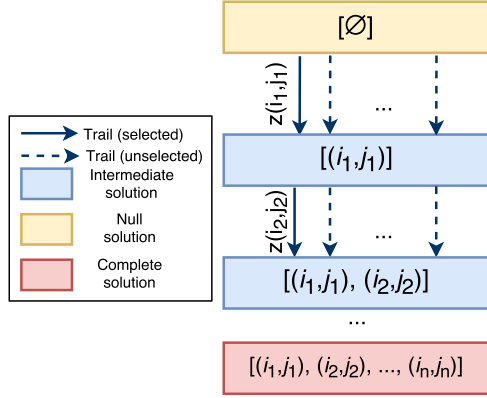 [∅]
z(i₁,j₁)
...
Trail (selected)
Trail (unselected)
Intermediate
solution
Null
solution
Complete
solution
[(i₁,j₁)]
z(i₂,j₂)
...
[(i₁,j₁), (i₂,j₂)]
...
[(i₁,j₁), (i₂,j₂), ..., (iₙ,jₙ)]